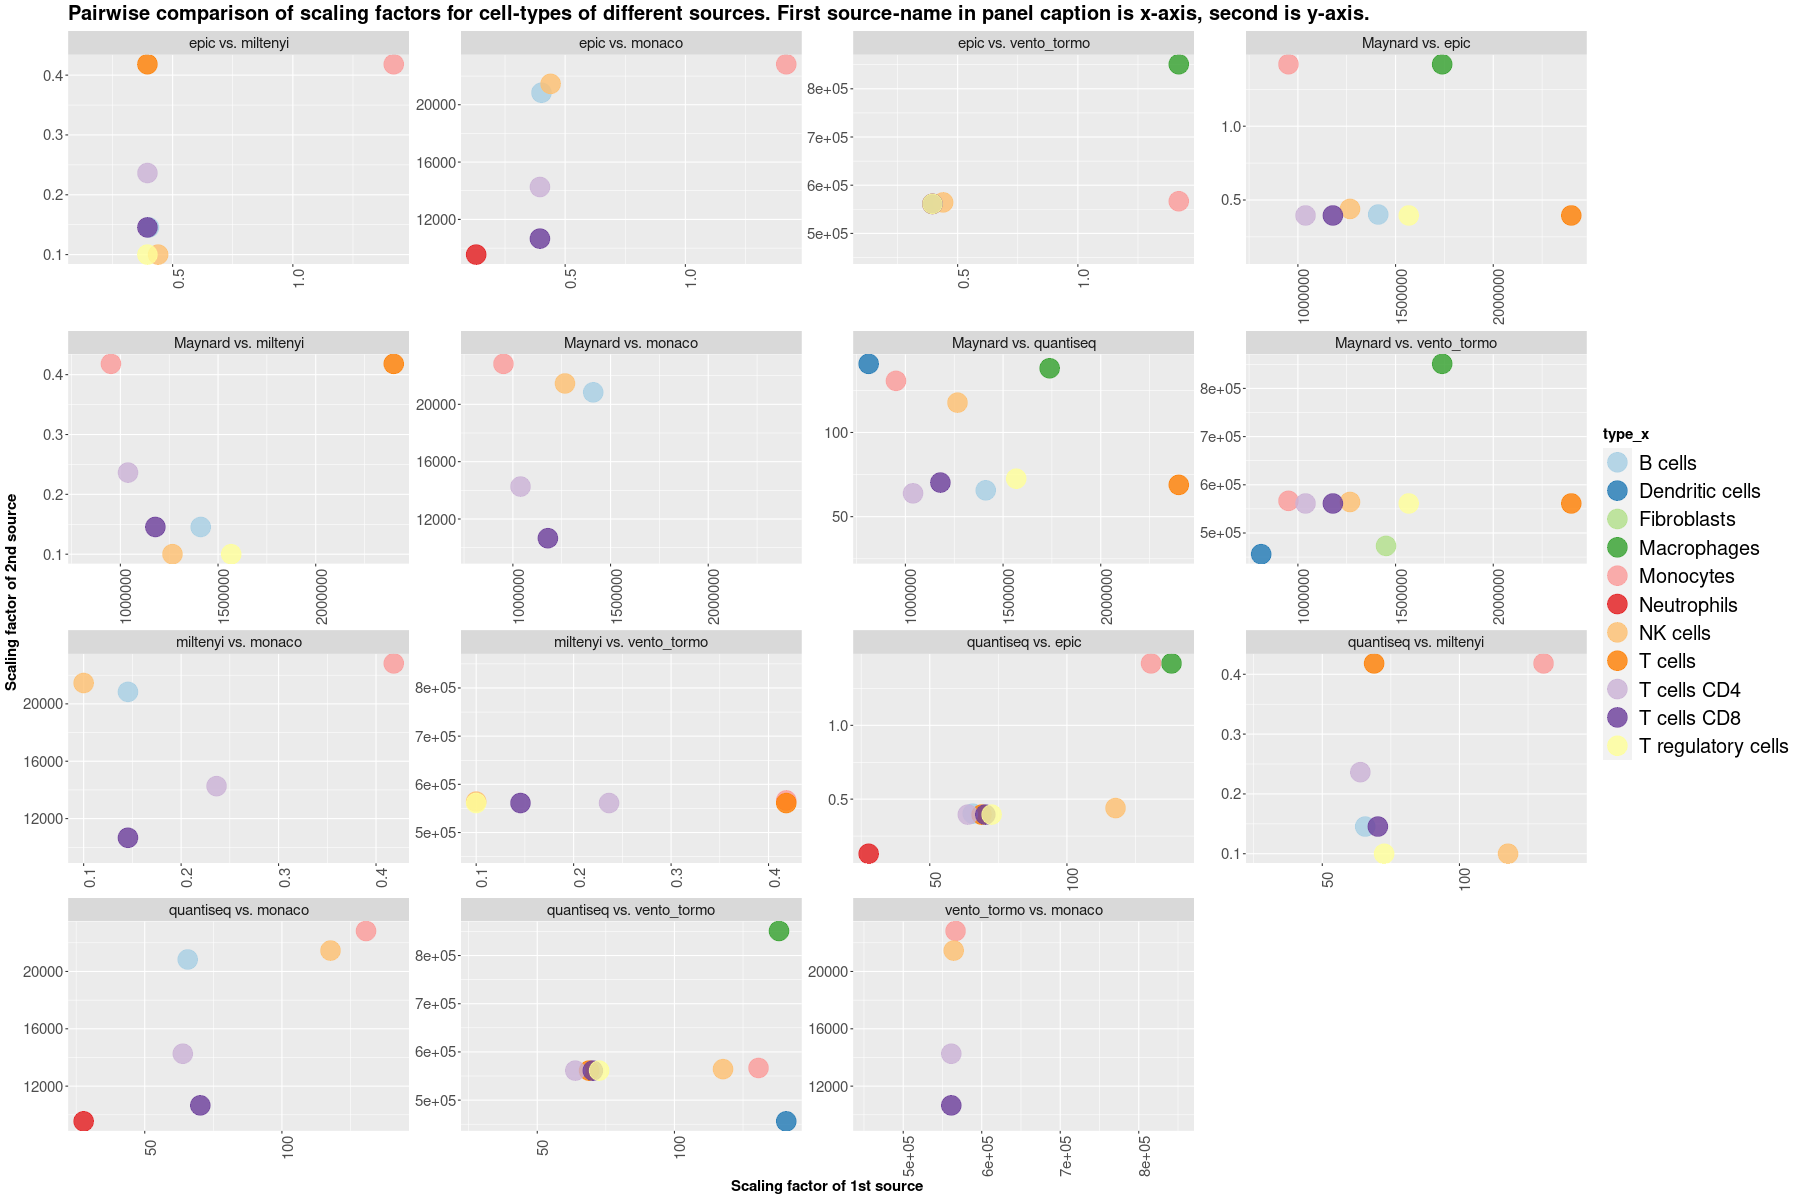 Pairwise comparison of scaling factors for cell-types of different sources. First source-name in panel caption is x-axis, second is y-axis.
epic vs. miltenyi
epic vs. monaco
epic vs. vento_tormo
Maynard vs. epic
0.4
0.3
0.2
0.1
0.5
1.0
20000
16000
12000
0.5
1.0
8e+05
7e+05
6e+05
5e+05
0.5
1.0
1.0
0.5
1000000
1500000
2000000
Maynard vs. miltenyi
Maynard vs. monaco
Maynard vs. quantiseq
Maynard vs. vento_tormo
0.4
0.3
0.2
0.1
1000000
1500000
2000000
20000
16000
12000
1000000
1500000
2000000
100
50
1000000
1500000
2000000
8e+05
7e+05
6e+05
5e+05
1000000
1500000
2000000
miltenyi vs. monaco
miltenyi vs. vento_tormo
quantiseq vs. epic
quantiseq vs. miltenyi
20000
16000
12000
0.1
0.2
0.3
0.4
8e+05
7e+05
6e+05
5e+05
0.1
0.2
0.3
0.4
1.0
0.5
50
100
0.4
0.3
0.2
0.1
50
100
quantiseq vs. monaco
quantiseq vs. vento_tormo
vento_tormo vs. monaco
20000
16000
12000
50
100
8e+05
7e+05
6e+05
5e+05
50
100
20000
16000
12000
5e+05
6e+05
7e+05
8e+05
Scaling factor of 2nd source
Scaling factor of 1st source
type_x
B cells
Dendritic cells
Fibroblasts
Macrophages
Monocytes
Neutrophils
NK cells
T cells
T cells CD4
T cells CD8
T regulatory cells